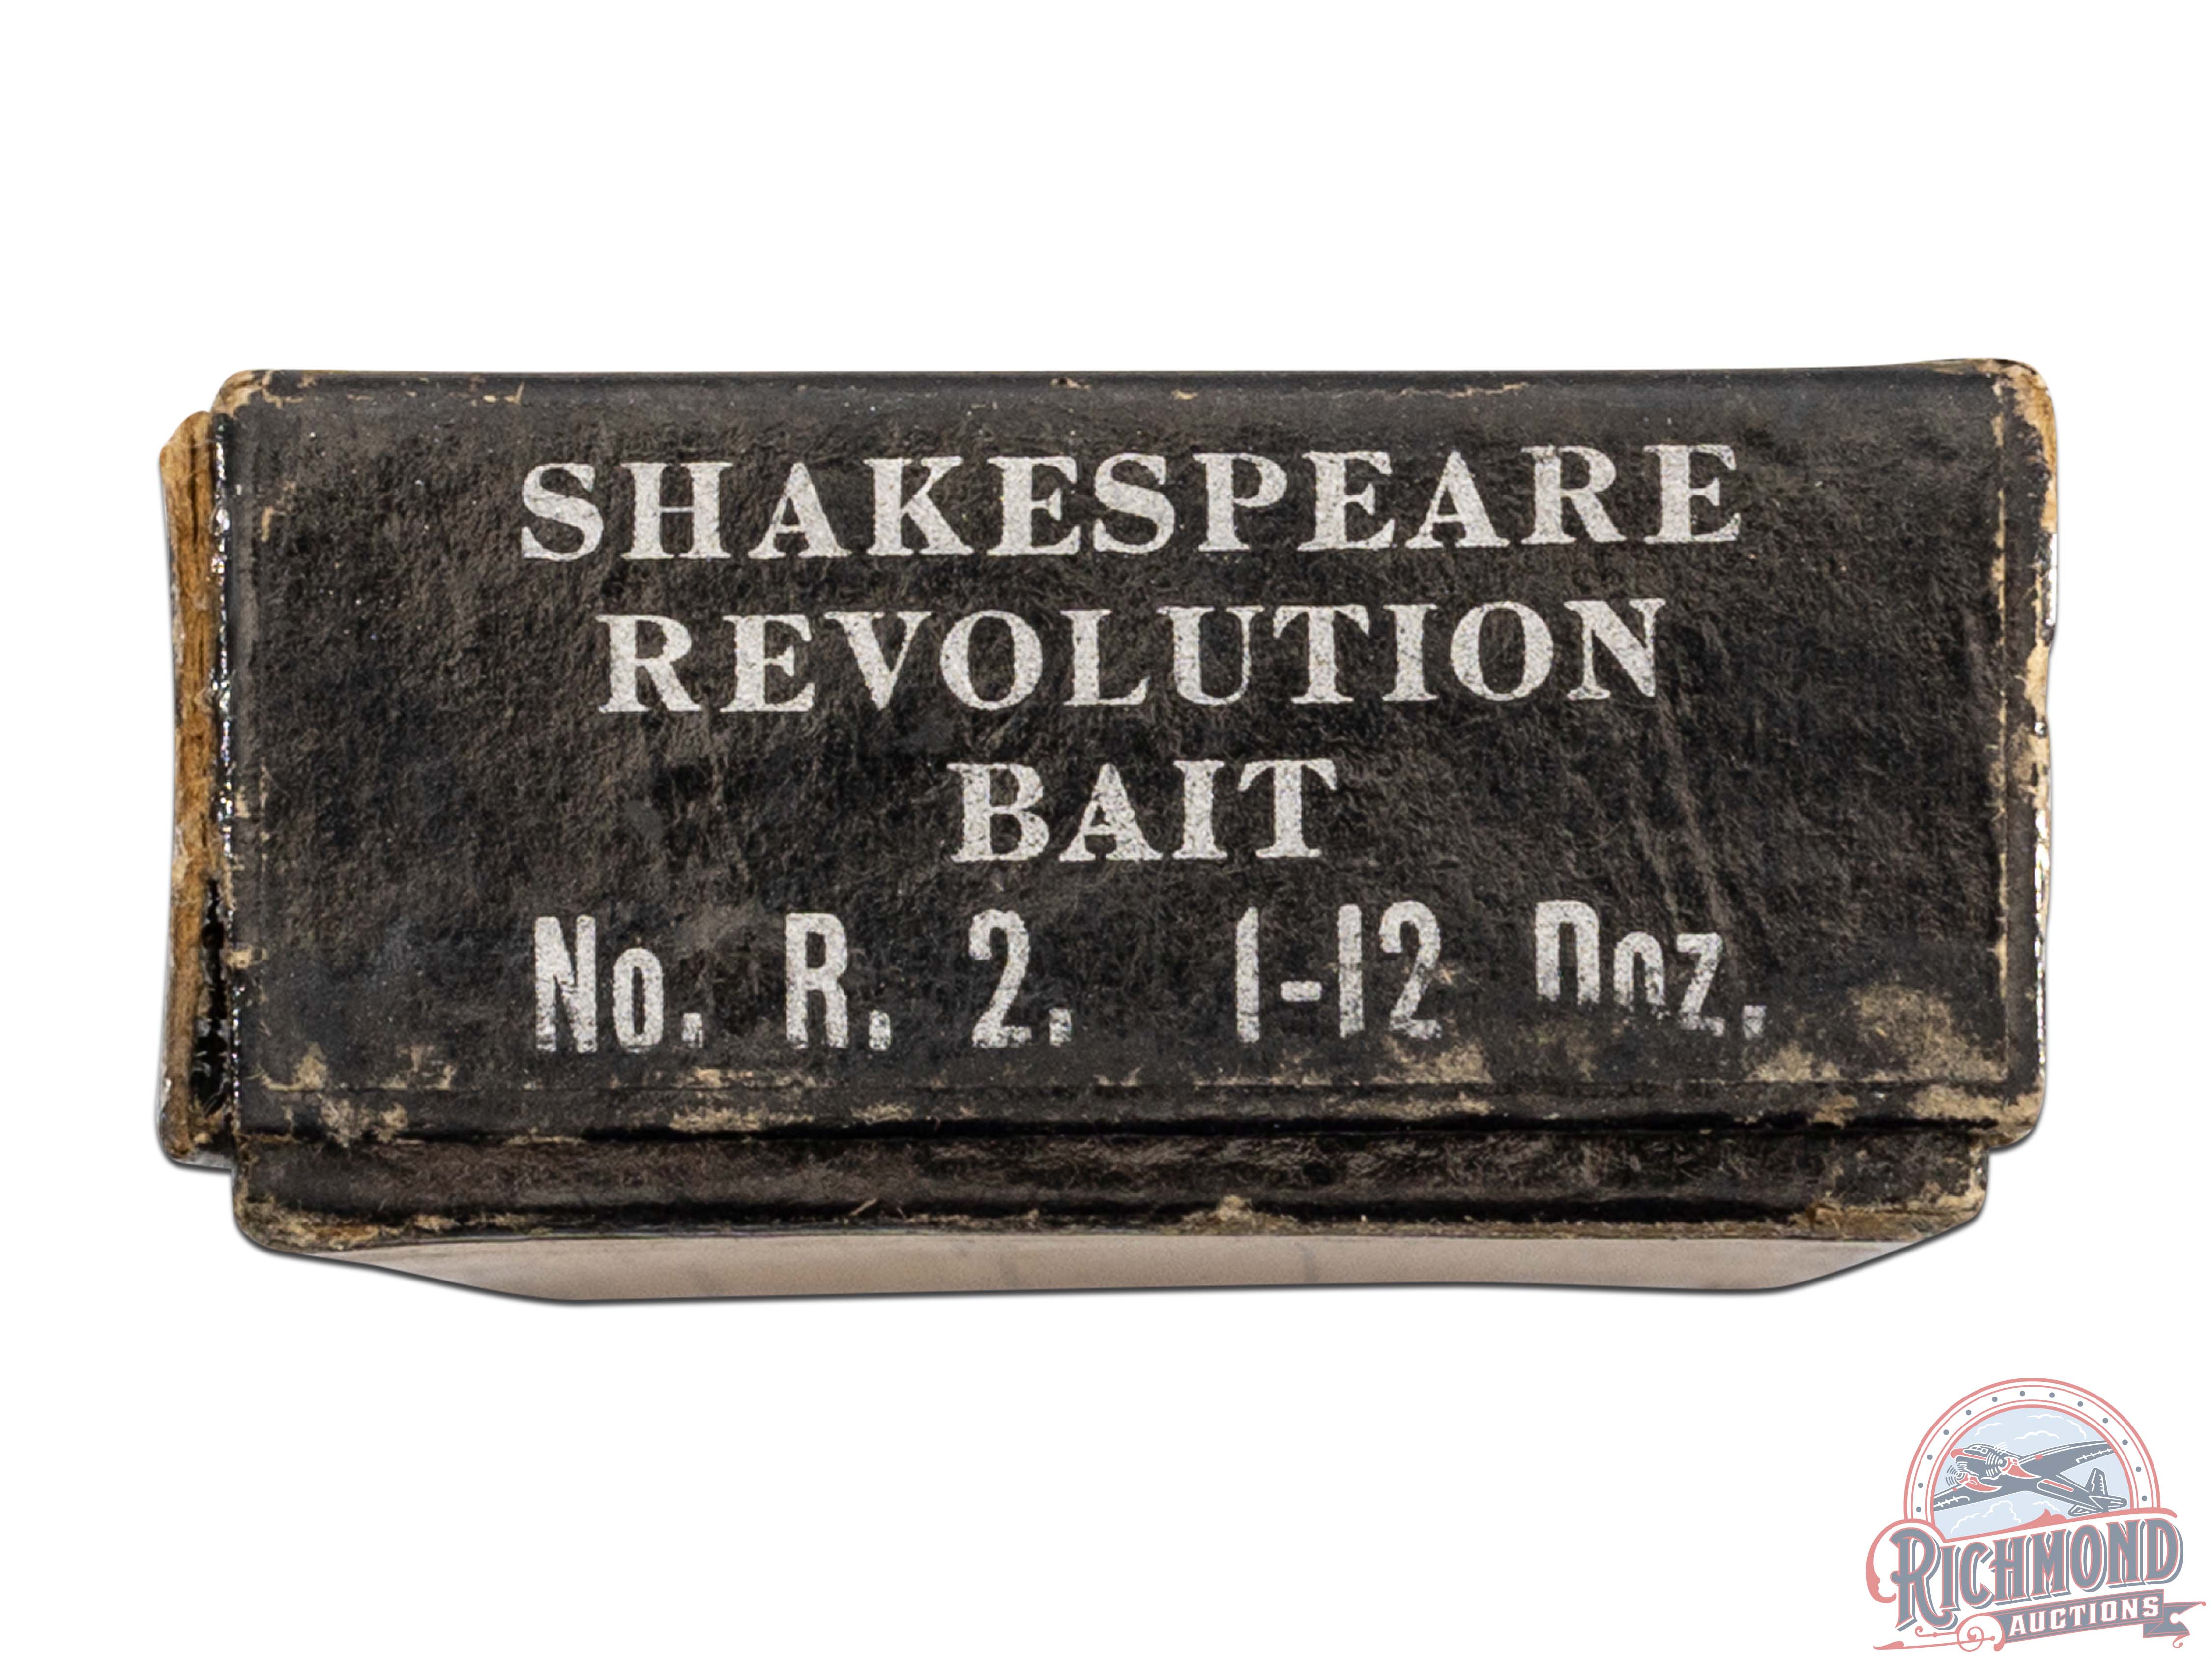 SHAKESPEARE
REVOLUTION
BAIT
No. R. 2. 1-12 Doz.
RICHMOND
AUCTIONS